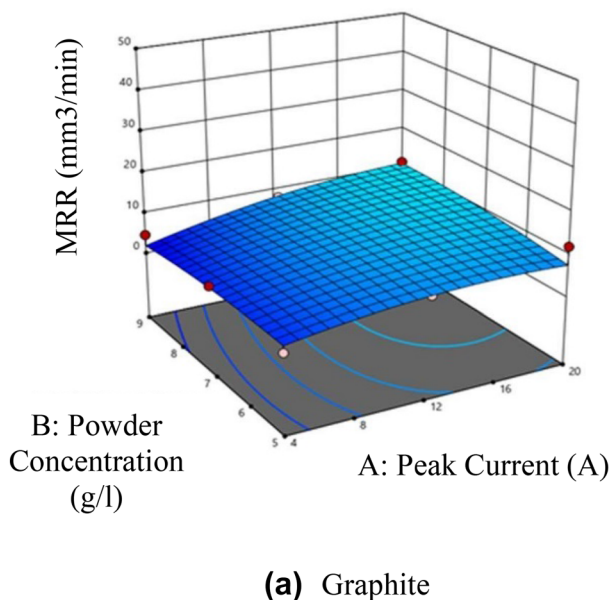 50
40
30
20
10
0
MRR (mm3/min)
9
8
7
6
5
4
8
12
16
20
B: Powder
Concentration
(g/l)
A: Peak Current (A)
(a) Graphite